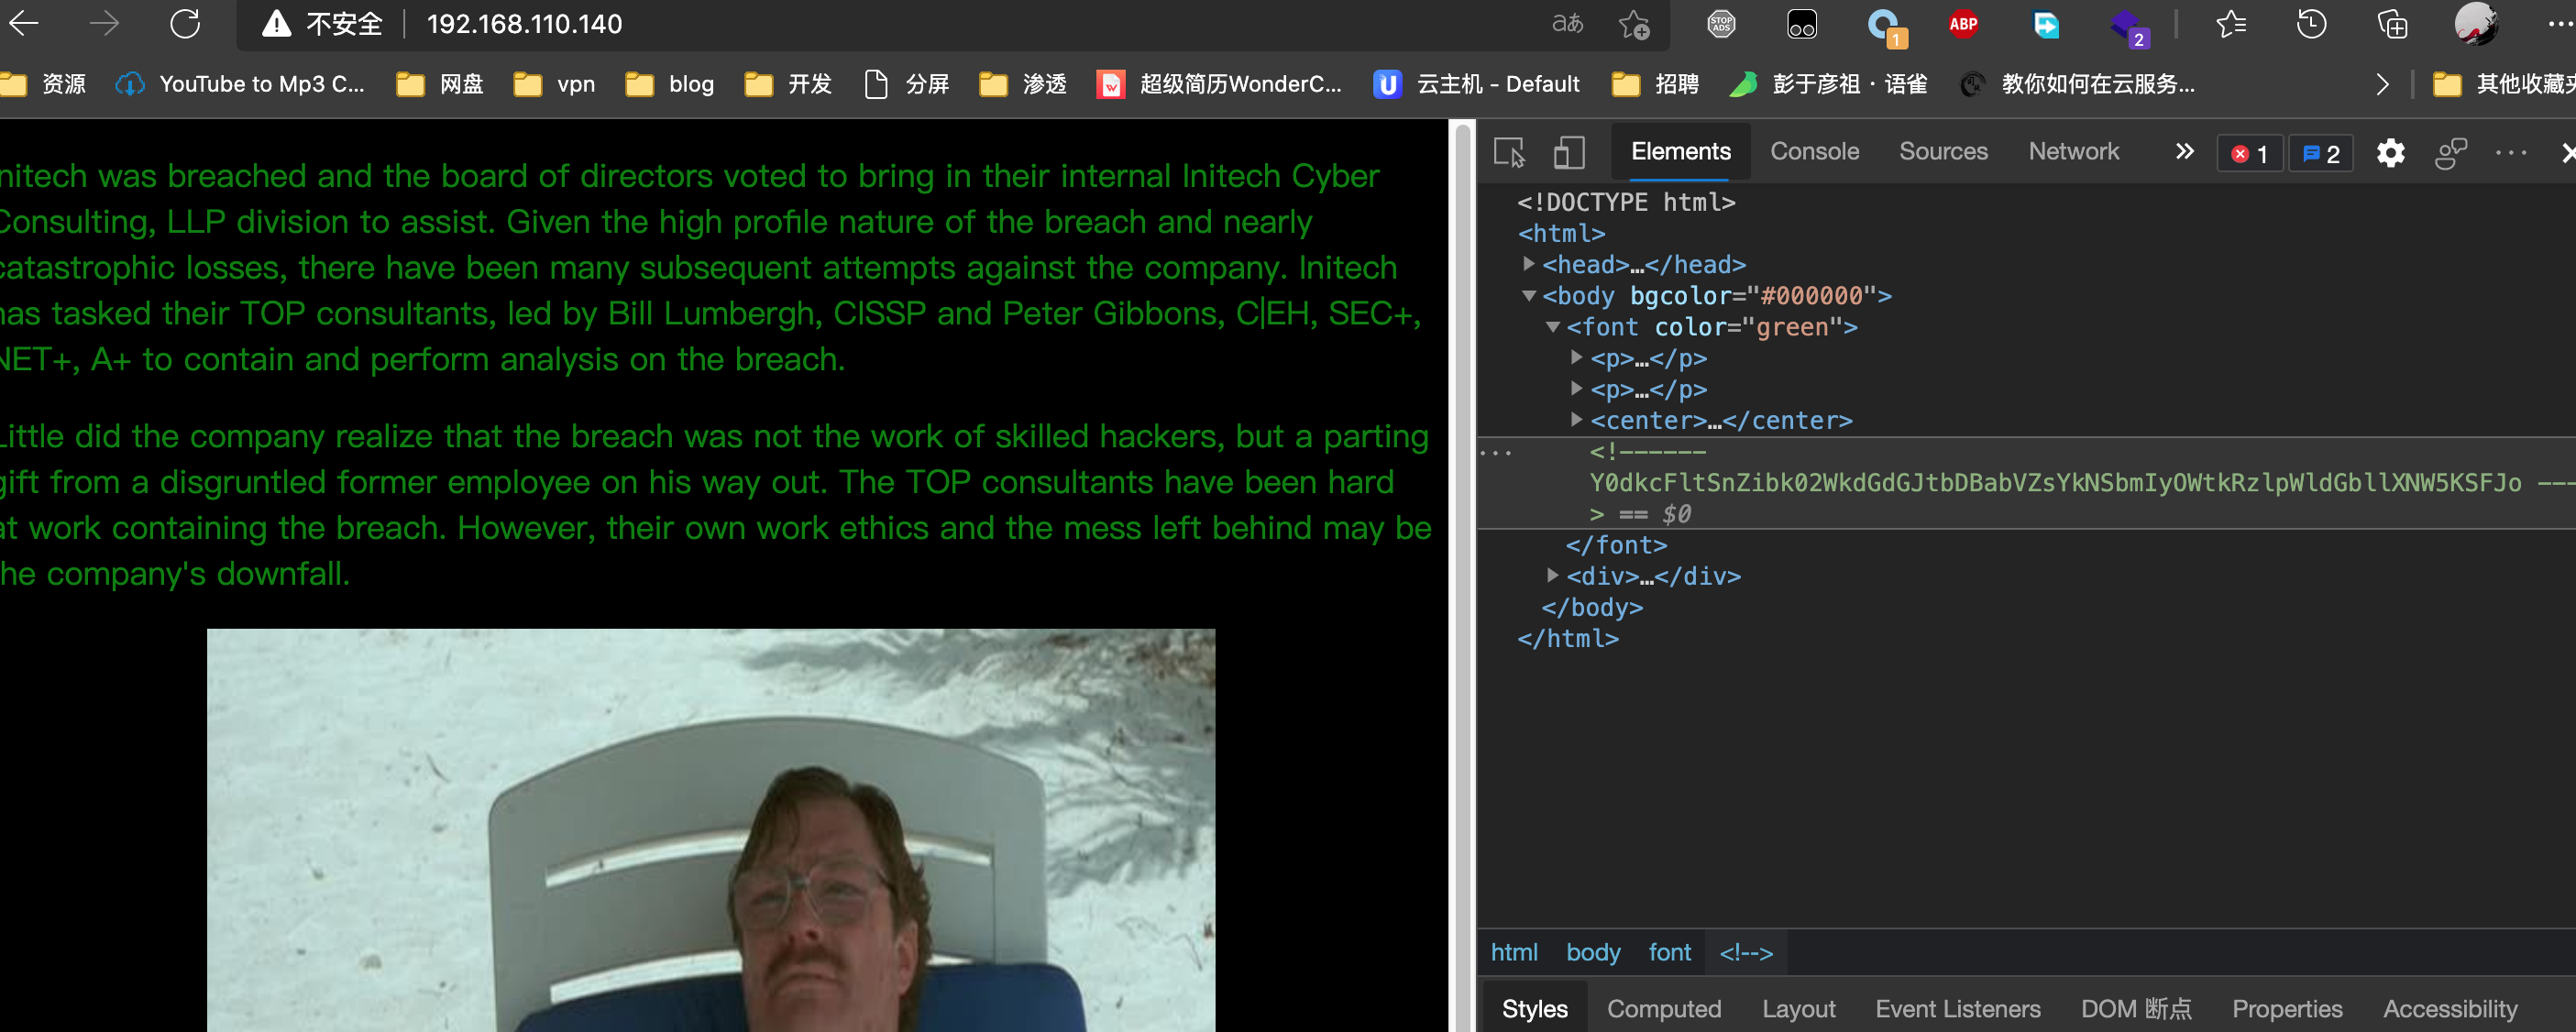 不安全 192.168.110.140 aあ STOP ADS 1 ABP 2
资源 YouTube to Mp3 C... 网盘 vpn blog 开发 分屏 渗透 超级简历WonderC... 云主机 - Default 招聘 彭于彦祖 · 语雀 教你如何在云服务... 其他收藏夹
nitech was breached and the board of directors voted to bring in their internal Initech Cyber
Consulting, LLP division to assist. Given the high profile nature of the breach and nearly
catastrophic losses, there have been many subsequent attempts against the company. Initech
has tasked their TOP consultants, led by Bill Lumbergh, CISSP and Peter Gibbons, C|EH, SEC+,
NET+, A+ to contain and perform analysis on the breach.
Little did the company realize that the breach was not the work of skilled hackers, but a parting
gift from a disgruntled former employee on his way out. The TOP consultants have been hard
at work containing the breach. However, their own work ethics and the mess left behind may be
the company's downfall.
Elements Console Sources Network 1 2
<!DOCTYPE html>
<html>
<head>…</head>
<body bgcolor="#000000">
<font color="green">
<p>…</p>
<p>…</p>
<center>…</center>
<!------
Y0dkcFltSnZibk02WkdGdGJtbDBabVZsYkNSbmIyOWtkRzlpWldGbllXNW5KSFJo ---
> == $0
</font>
<div>…</div>
</body>
</html>
html body font <!-->
Styles Computed Layout Event Listeners DOM 断点 Properties Accessibility